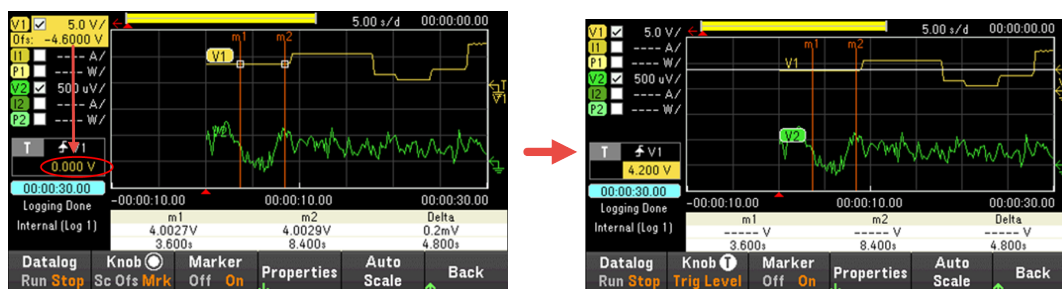 V1 5.0 V/ 5.00 s/d 00:00:00.00
Ofs: -4.6000 V
I1 ---- A/
P1 ---- W/
V2 500 uV/
I2 ---- A/
P2 ---- W/
m1 m2
V1
V2
T
1
T V1
0.000 V
00:00:30.00
Logging Done
Internal (Log 1)
-00:00:10.00 00:00:10.00 00:00:30.00
m1 m2 Delta
4.0027V 4.0029V 0.2mV
3.600s 8.400s 4.800s
Datalog Knob Marker Properties Auto Back
Run Stop Sc Ofs Mrk Off On Scale
V1 5.0 V/ 5.00 s/d 00:00:00.00
I1 ---- A/
P1 ---- W/
V2 500 uV/
I2 ---- A/
P2 ---- W/
m1 m2
V1
V2
T V1
4.200 V
00:00:30.00
Logging Done
Internal (Log 1)
-00:00:10.00 00:00:10.00 00:00:30.00
m1 m2 Delta
----- V ----- V ----- V
3.600s 8.400s 4.800s
Datalog Knob T Marker Properties Auto Back
Run Stop Trig Level Off On Scale